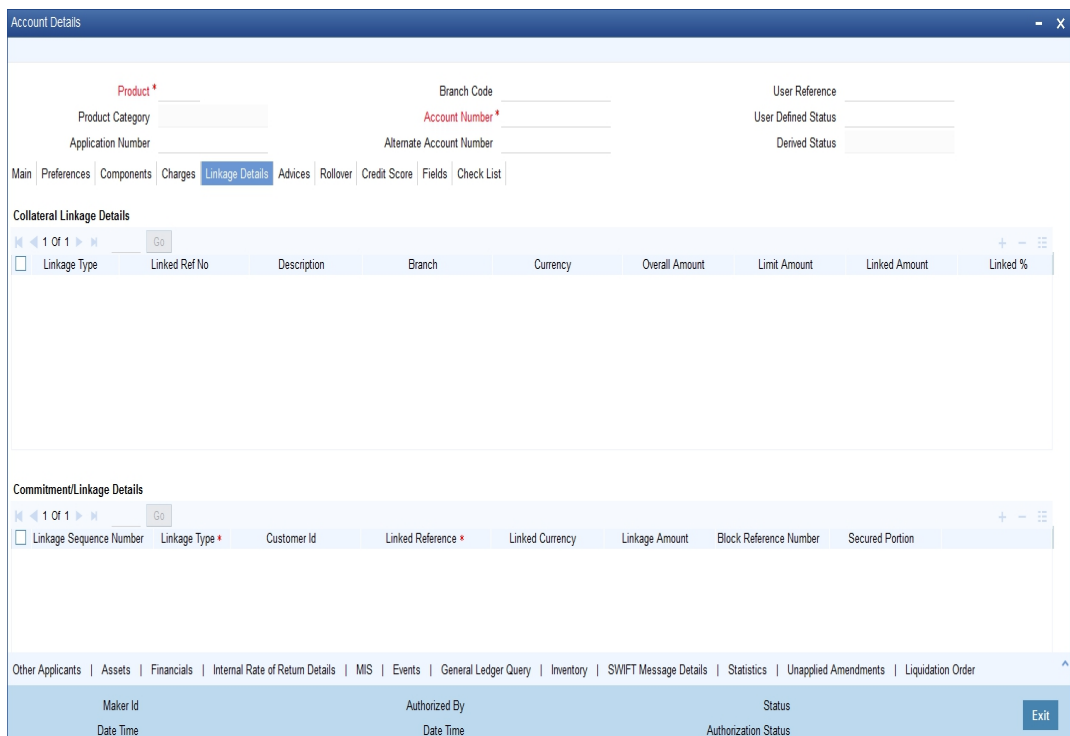 Account Details - X
Product * Branch Code User Reference
Product Category Account Number * User Defined Status
Application Number Alternate Account Number Derived Status
Main Preferences Components Charges Linkage Details Advices Rollover Credit Score Fields Check List
Collateral Linkage Details
1 Of 1 Go + -
Linkage Type Linked Ref No Description Branch Currency Overall Amount Limit Amount Linked Amount Linked %
Commitment/Linkage Details
1 Of 1 Go + -
Linkage Sequence Number Linkage Type * Customer Id Linked Reference * Linked Currency Linkage Amount Block Reference Number Secured Portion
Other Applicants | Assets | Financials | Internal Rate of Return Details | MIS | Events | General Ledger Query | Inventory | SWIFT Message Details | Statistics | Unapplied Amendments | Liquidation Order
Maker Id Authorized By Status
Exit
Date Time Date Time Authorization Status